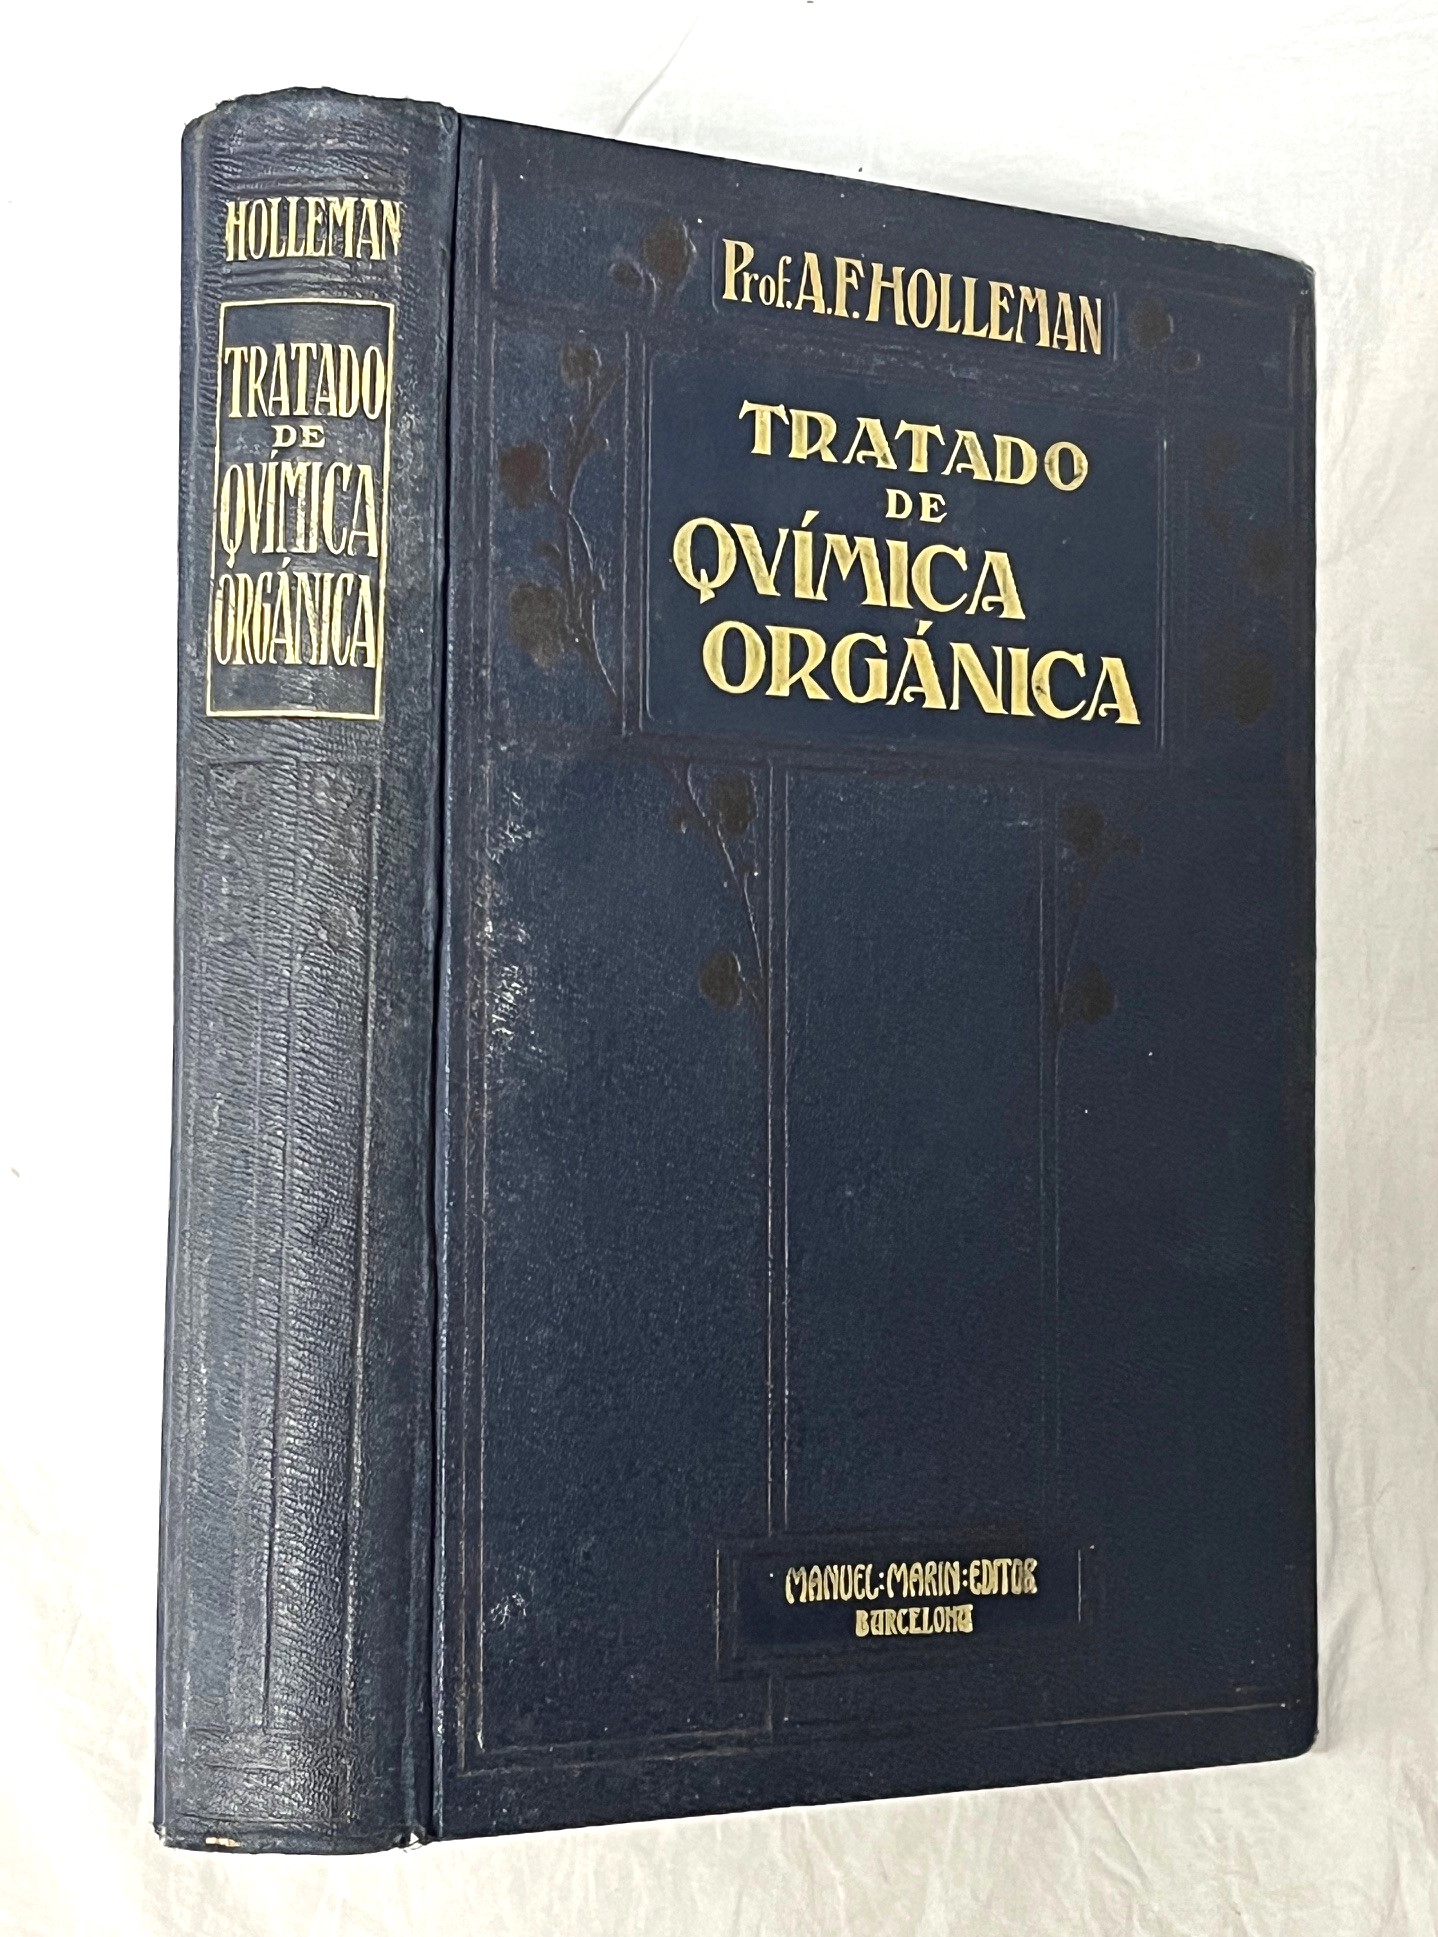 HOLLEMAN
TRATADO
DE
QVÍMICA
ORGÁNICA
Prof. A. F. HOLLEMAN
TRATADO
DE
QVÍMICA
ORGÁNICA
MANUEL:MARIN:EDITOR
BARCELONA